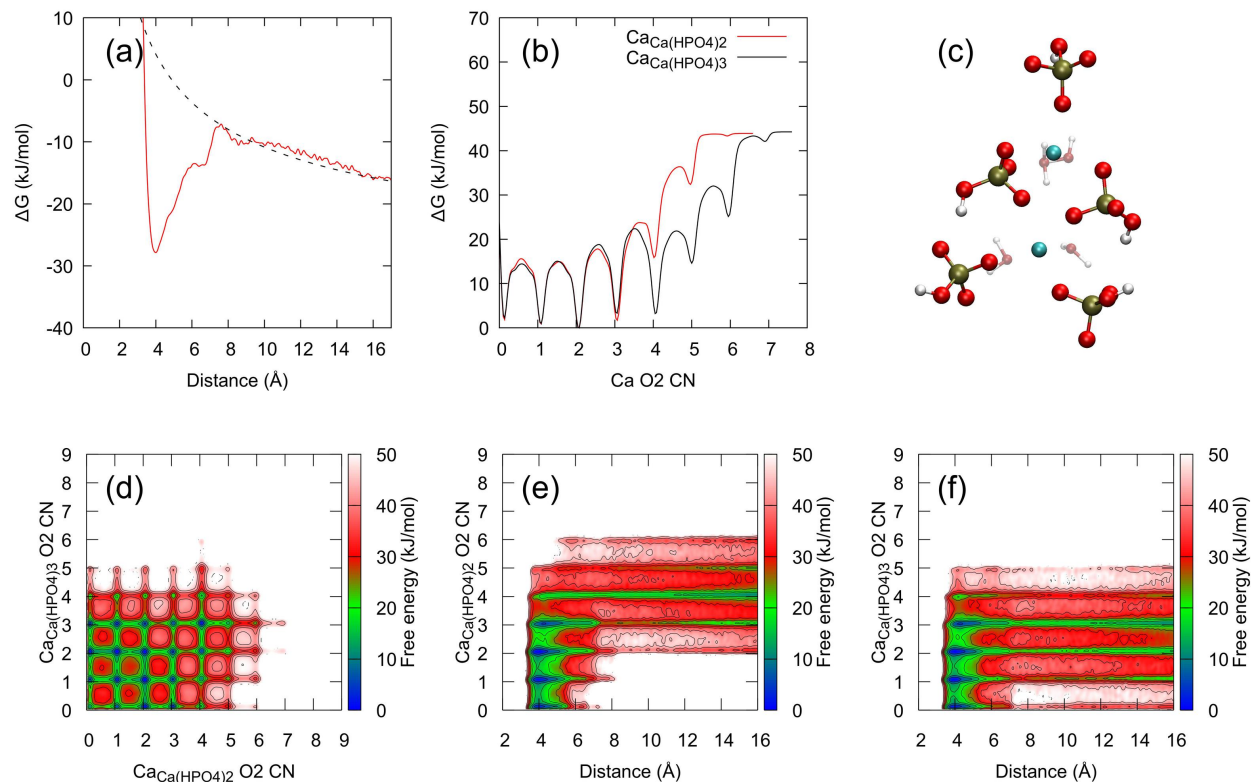 (a)
10
0
-10
-20
-30
-40
ΔG (kJ/mol)
0 2 4 6 8 10 12 14 16
Distance (Å)
(b)
CaCa(HPO4)2
CaCa(HPO4)3
70
60
50
40
30
20
10
0
ΔG (kJ/mol)
0 1 2 3 4 5 6 7 8
Ca O2 CN
(c)
(d)
9
8
7
6
5
4
3
2
1
0
CaCa(HPO4)3 O2 CN
0 1 2 3 4 5 6 7 8 9
CaCa(HPO4)2 O2 CN
50
40
30
20
10
0
Free energy (kJ/mol)
(e)
9
8
7
6
5
4
3
2
1
0
CaCa(HPO4)2 O2 CN
2 4 6 8 10 12 14 16
Distance (Å)
50
40
30
20
10
0
Free energy (kJ/mol)
(f)
9
8
7
6
5
4
3
2
1
0
CaCa(HPO4)3 O2 CN
2 4 6 8 10 12 14 16
Distance (Å)
50
40
30
20
10
0
Free energy (kJ/mol)